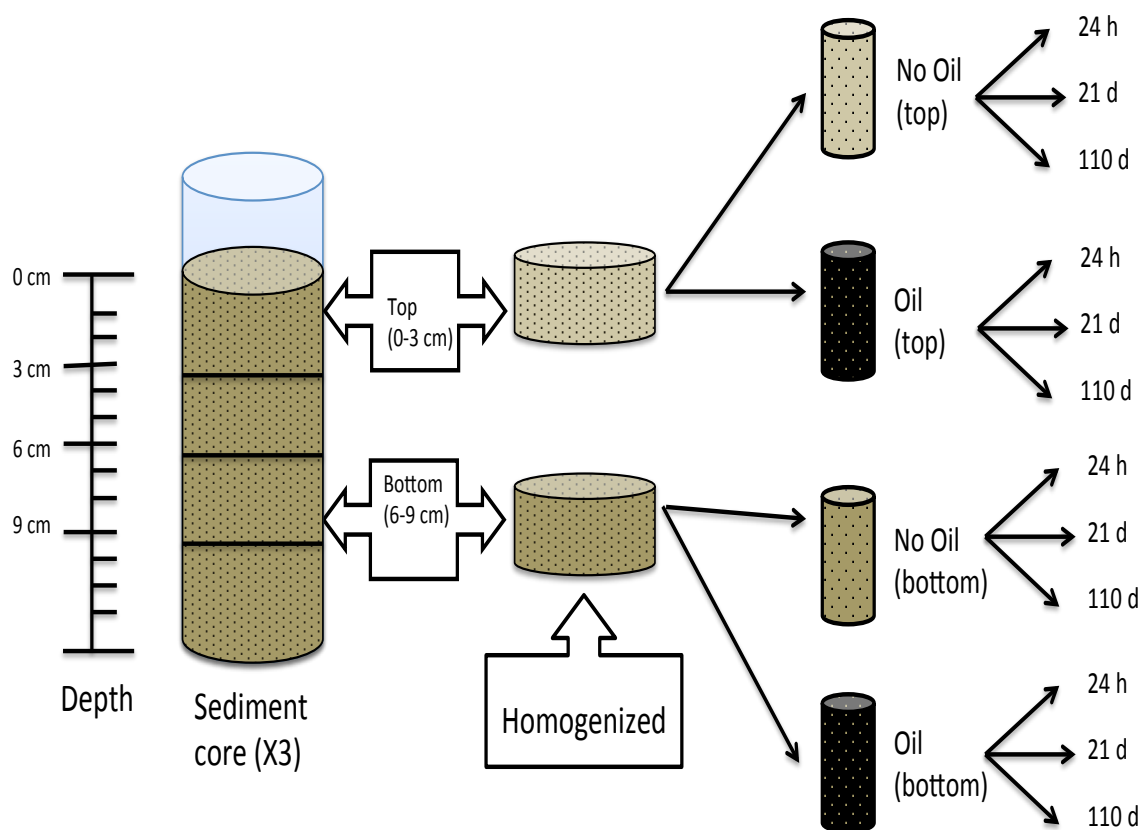 0 cm
3 cm
6 cm
9 cm
Depth
Sediment
core (X3)
Top
(0-3 cm)
Bottom
(6-9 cm)
Homogenized
No Oil
(top)
24 h
21 d
110 d
Oil
(top)
24 h
21 d
110 d
No Oil
(bottom)
24 h
21 d
110 d
Oil
(bottom)
24 h
21 d
110 d